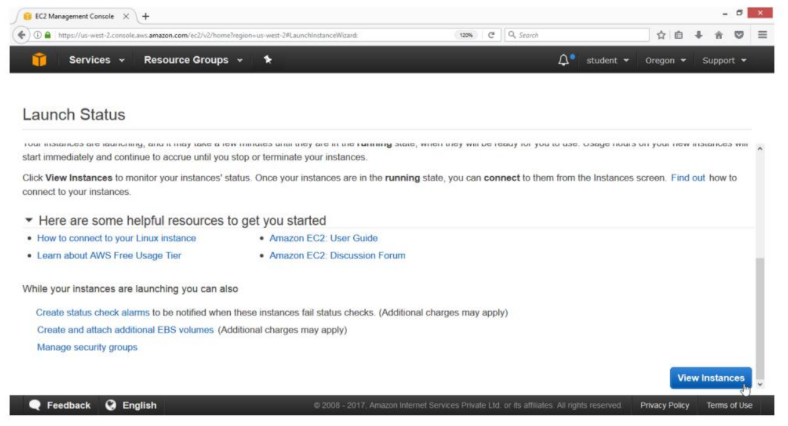 EC2 Management Console
https://us-west-2.console.aws.amazon.com/ec2/v2/home?region=us-west-2#LaunchInstanceWizard:
120%
Search
Services
Resource Groups
student
Oregon
Support
Launch Status
Your instances are launching, and it may take a few minutes until they are in the running state, when they will be ready for you to use. Usage hours on your new instances will
start immediately and continue to accrue until you stop or terminate your instances.
Click View Instances to monitor your instances' status. Once your instances are in the running state, you can connect to them from the Instances screen. Find out how to
connect to your instances.
Here are some helpful resources to get you started
• How to connect to your Linux instance
• Amazon EC2: User Guide
• Learn about AWS Free Usage Tier
• Amazon EC2: Discussion Forum
While your instances are launching you can also
Create status check alarms to be notified when these instances fail status checks. (Additional charges may apply)
Create and attach additional EBS volumes (Additional charges may apply)
Manage security groups
View Instances
Feedback
English
© 2008 - 2017, Amazon Internet Services Private Ltd. or its affiliates. All rights reserved.
Privacy Policy
Terms of Use